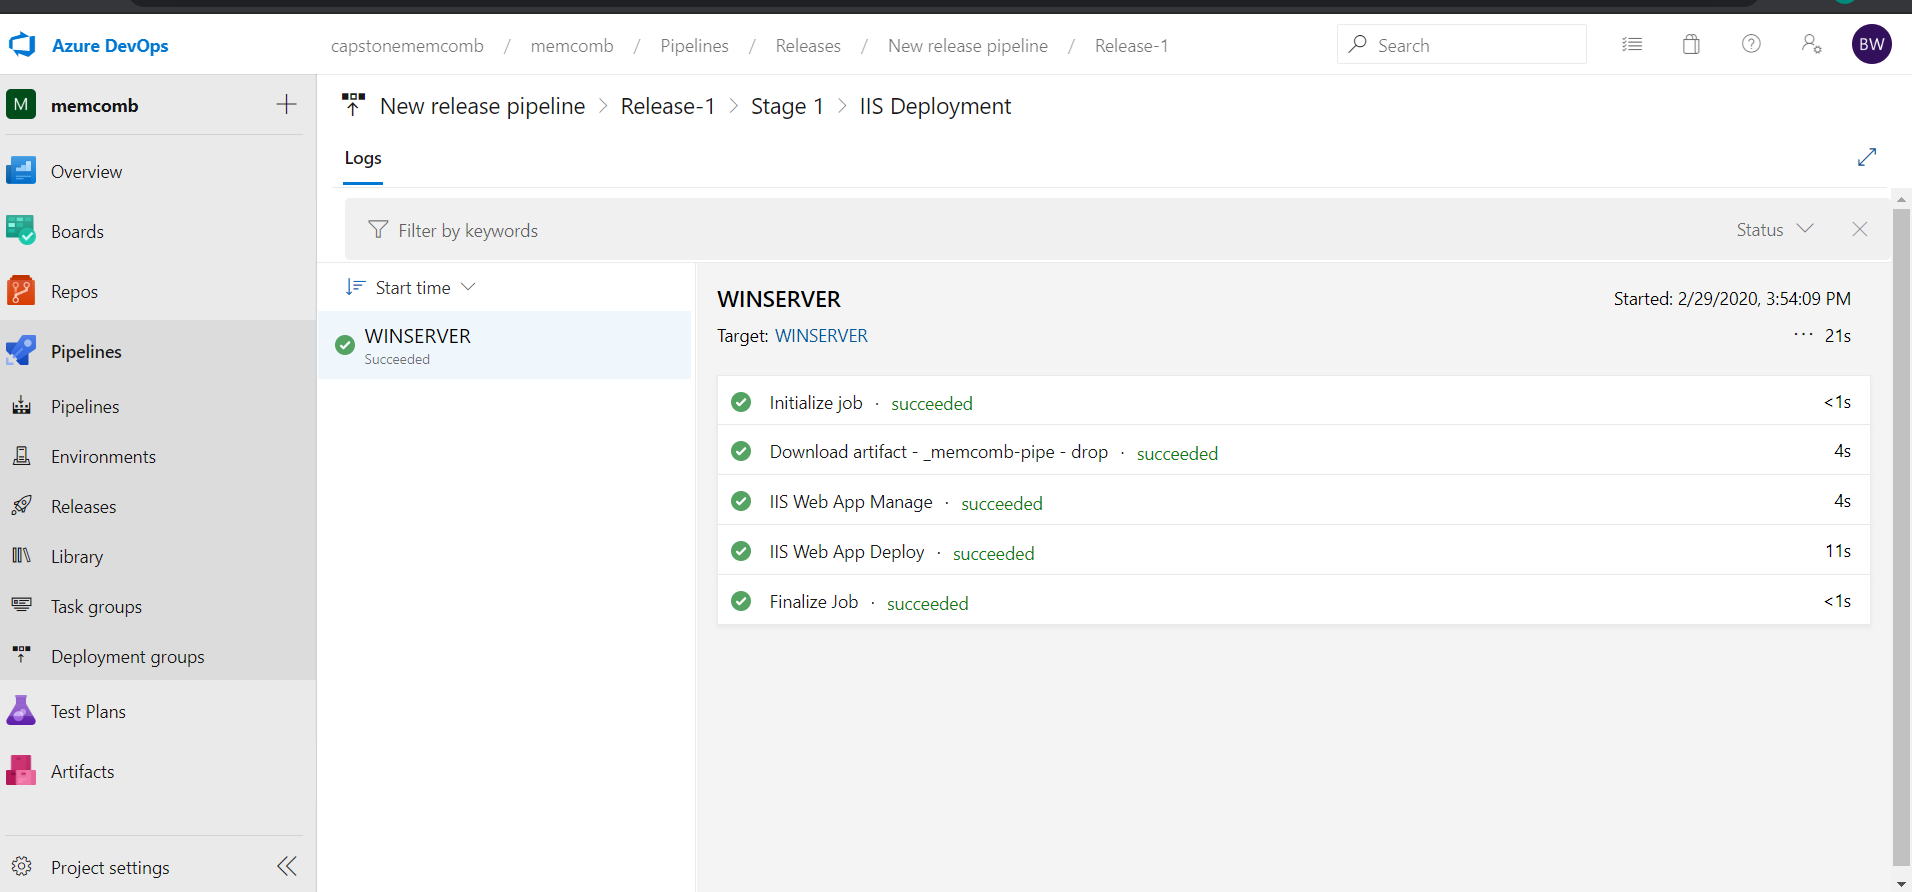 Azure DevOps
capstonememcomb / memcomb / Pipelines / Releases / New release pipeline / Release-1
Search
BW
M memcomb
Overview
Boards
Repos
Pipelines
Pipelines
Environments
Releases
Library
Task groups
Deployment groups
Test Plans
Artifacts
Project settings
New release pipeline > Release-1 > Stage 1 > IIS Deployment
Logs
Filter by keywords
Status
Start time
WINSERVER
Succeeded
WINSERVER
Started: 2/29/2020, 3:54:09 PM
Target: WINSERVER
··· 21s
Initialize job · succeeded <1s
Download artifact - _memcomb-pipe - drop · succeeded 4s
IIS Web App Manage · succeeded 4s
IIS Web App Deploy · succeeded 11s
Finalize Job · succeeded <1s